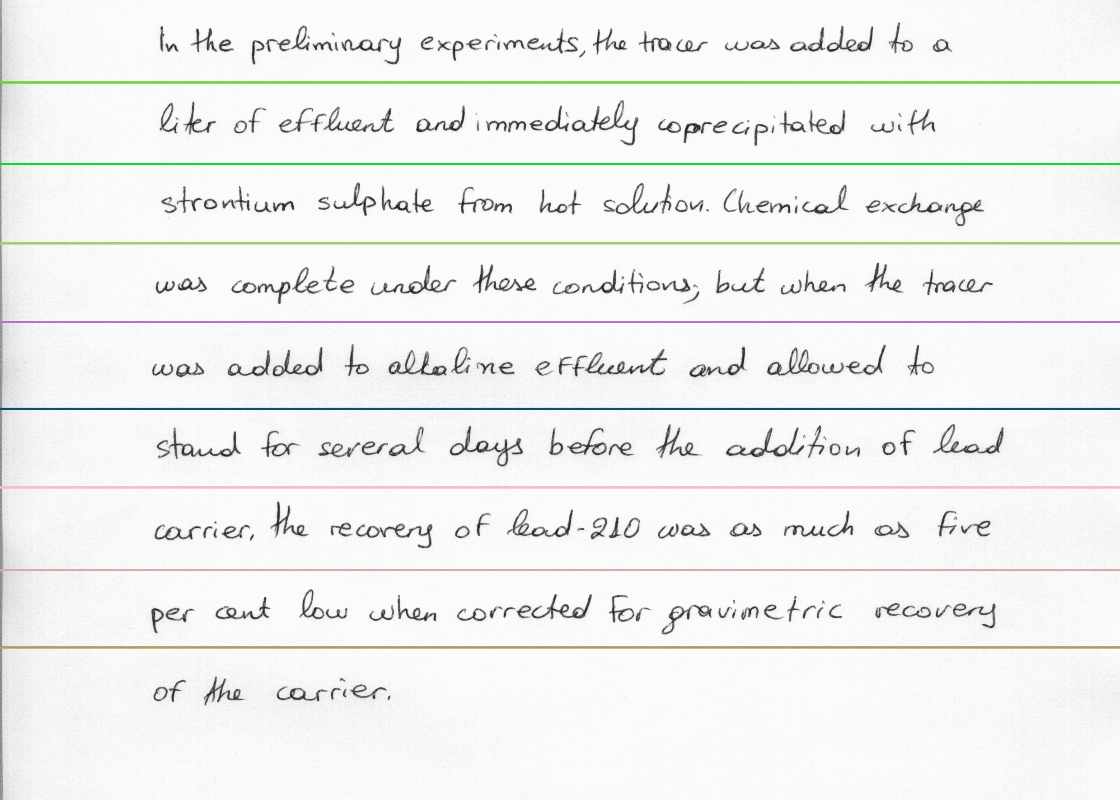 In the preliminary experiments, the tracer was added to a
liter of effluent and immediately coprecipitated with
strontium sulphate from hot solution. Chemical exchange
was complete under these conditions, but when the tracer
was added to alkaline effluent and allowed to
stand for several days before the addition of lead
carrier, the recovery of lead-210 was as much as five
per cent low when corrected for gravimetric recovery
of the carrier.